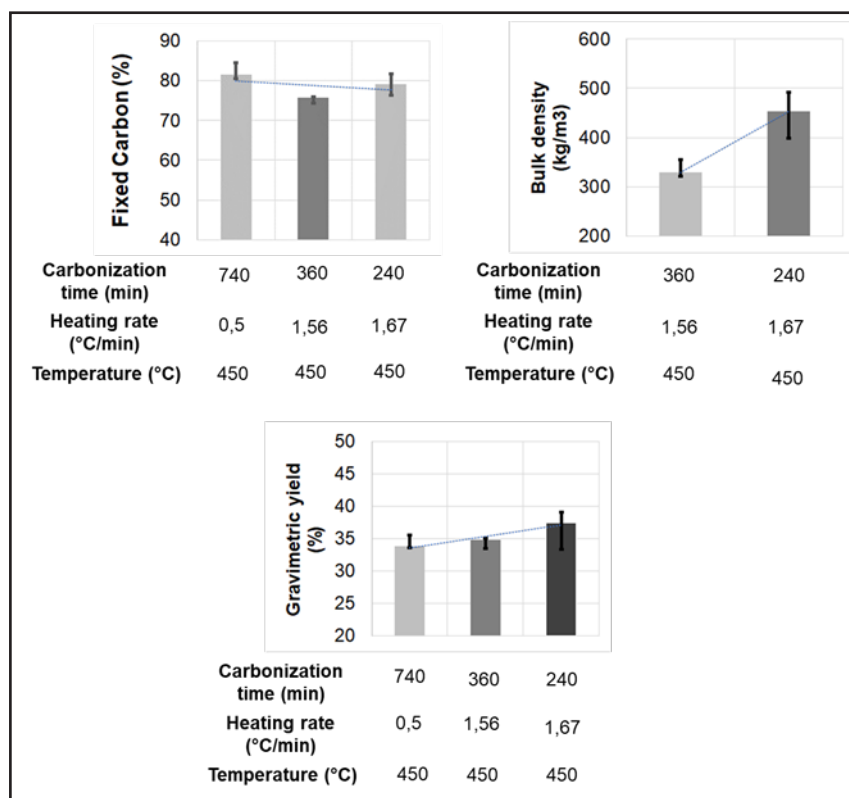 Fixed Carbon (%)
90
80
70
60
50
40
Carbonization
time (min)
740 360 240
Heating rate
(°C/min)
0,5 1,56 1,67
Temperature (°C) 450 450 450
Bulk density
(kg/m3)
600
500
400
300
200
Carbonization
time (min)
360 240
Heating rate
(°C/min)
1,56 1,67
Temperature (°C) 450 450
Gravimetric yield
(%)
50
45
40
35
30
25
20
Carbonization
time (min)
740 360 240
Heating rate
(°C/min)
0,5 1,56 1,67
Temperature (°C) 450 450 450